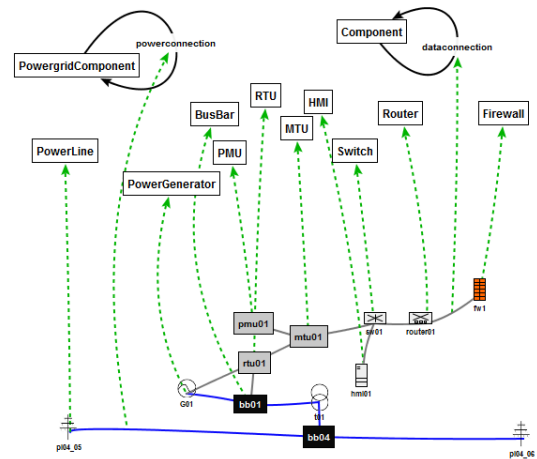 powerconnection
Component
dataconnection
PowergridComponent
RTU
HMI
BusBar
Router
Firewall
MTU
PowerLine
PMU
Switch
PowerGenerator
fw1
pmu01
sw01
router01
mtu01
rtu01
hmi01
G01
bb01
t01
bb04
pl04_05
pl04_06